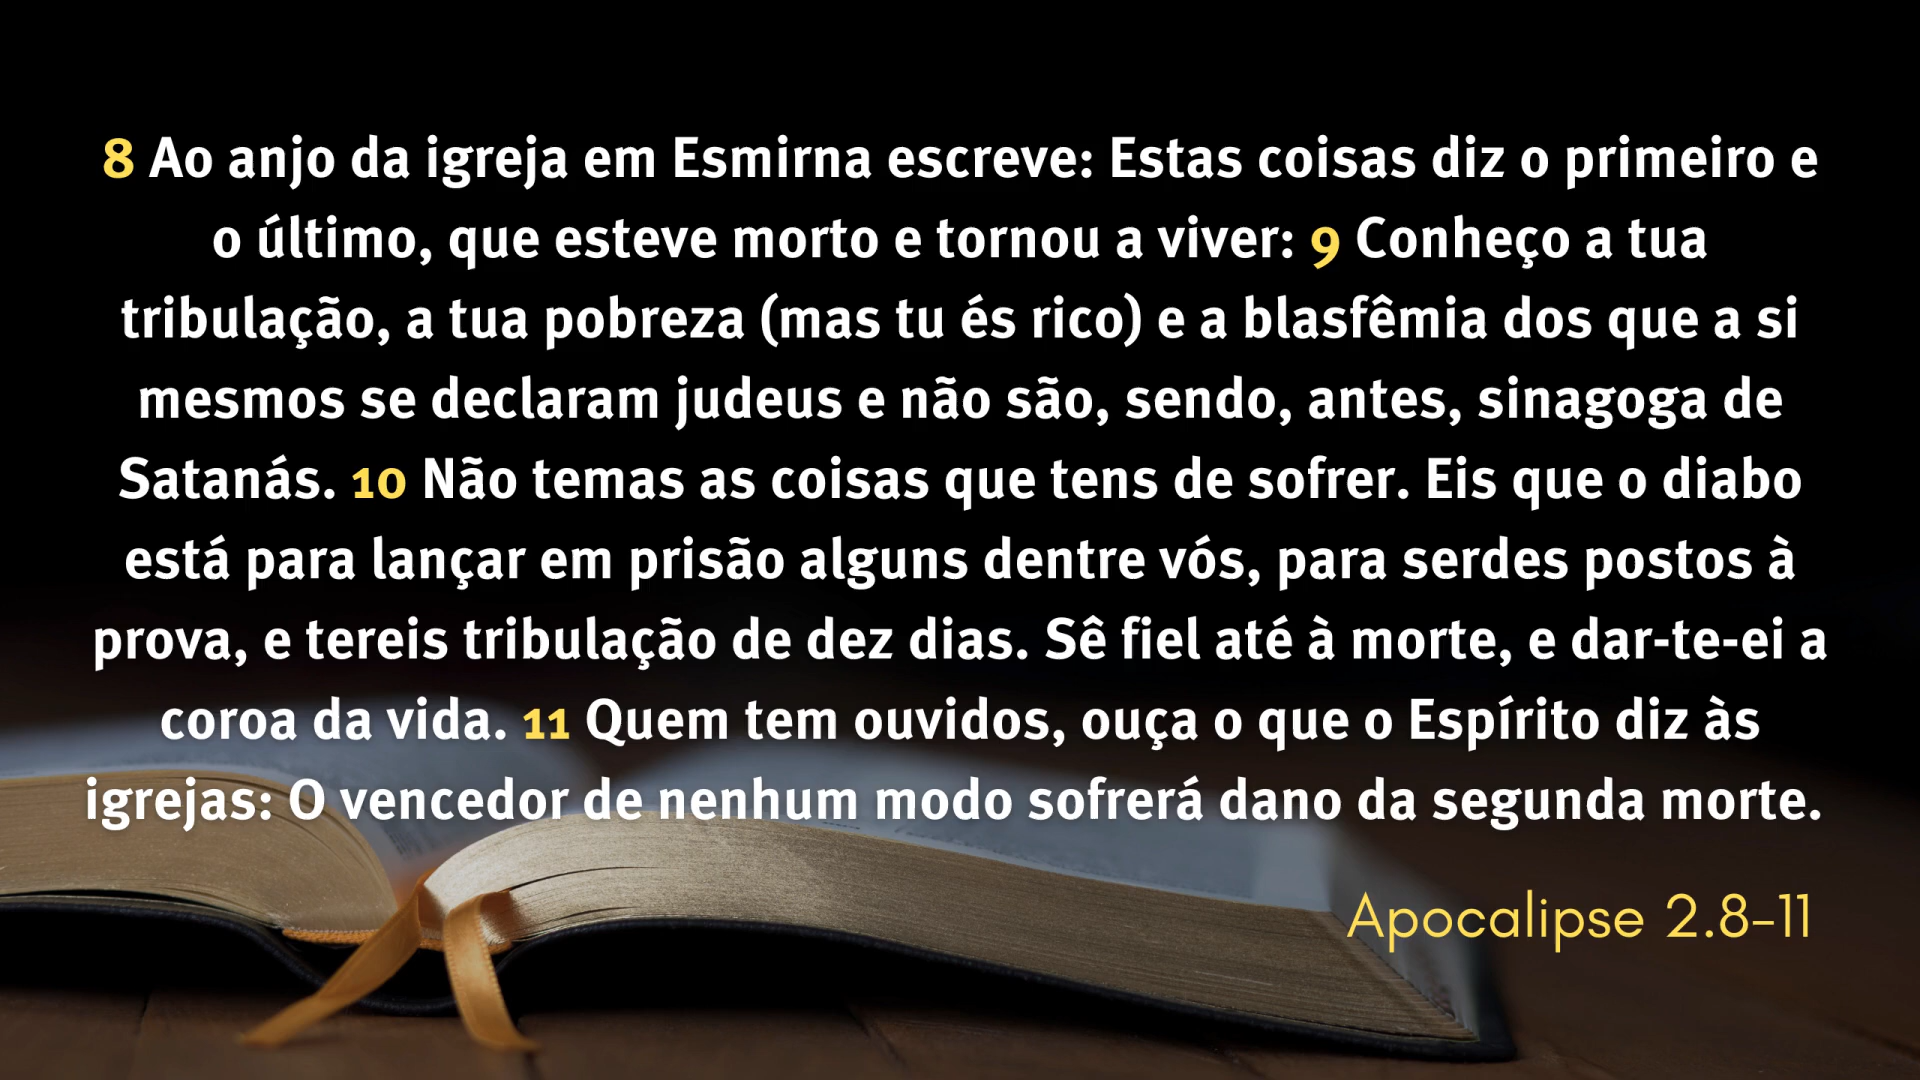 8 Ao anjo da igreja em Esmirna escreve: Estas coisas diz o primeiro e
o último, que esteve morto e tornou a viver: 9 Conheço a tua
tribulação, a tua pobreza (mas tu és rico) e a blasfêmia dos que a si
mesmos se declaram judeus e não são, sendo, antes, sinagoga de
Satanás. 10 Não temas as coisas que tens de sofrer. Eis que o diabo
está para lançar em prisão alguns dentre vós, para serdes postos à
prova, e tereis tribulação de dez dias. Sê fiel até à morte, e dar-te-ei a
coroa da vida. 11 Quem tem ouvidos, ouça o que o Espírito diz às
igrejas: O vencedor de nenhum modo sofrerá dano da segunda morte.
Apocalipse 2.8-11